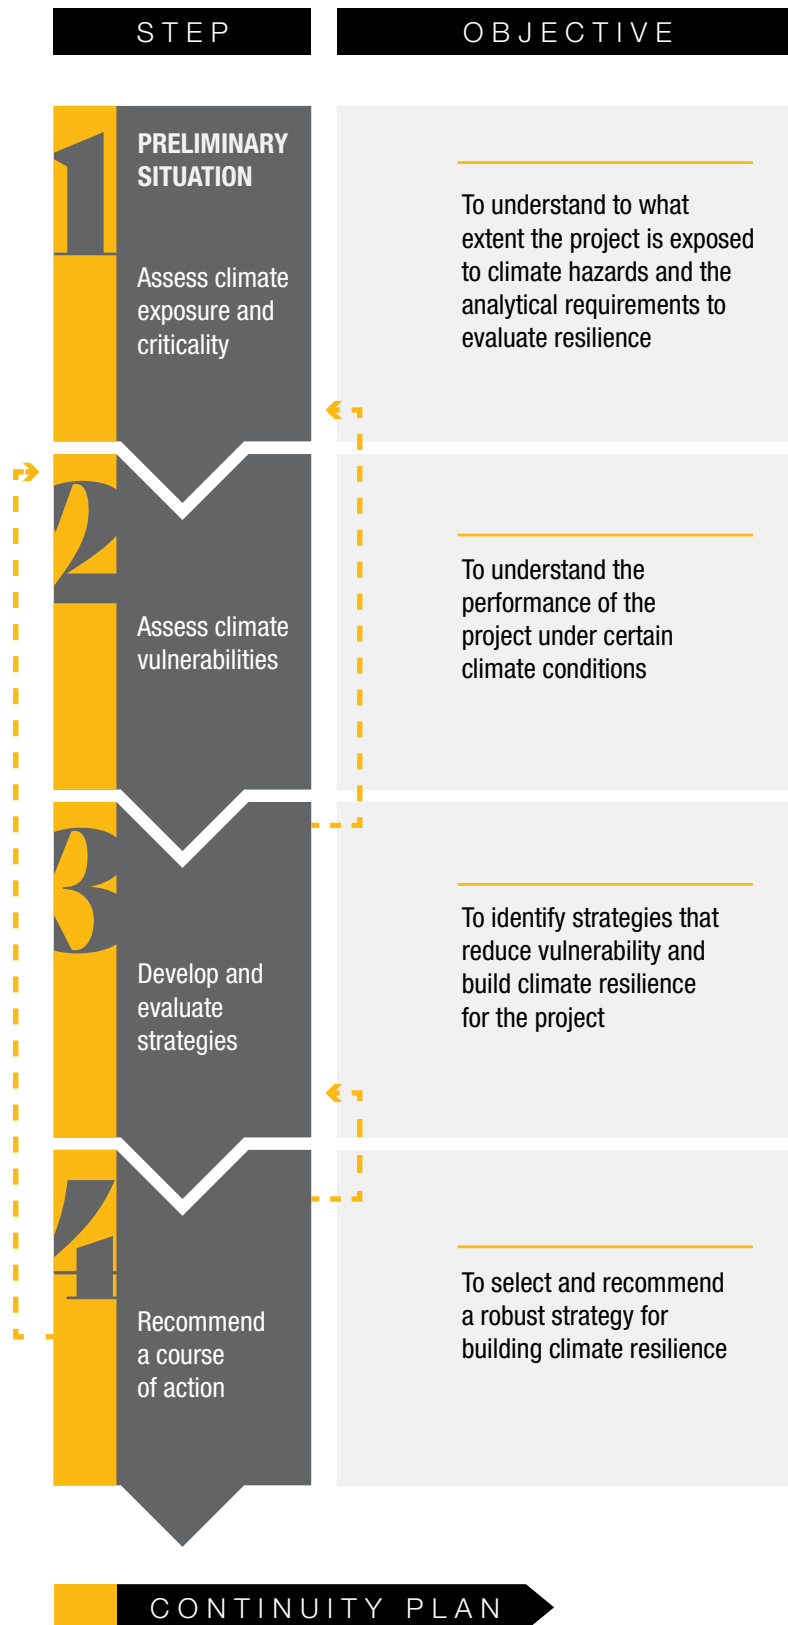 STEP
OBJECTIVE
1
PRELIMINARY
SITUATION
Assess climate
exposure and
criticality
To understand to what
extent the project is exposed
to climate hazards and the
analytical requirements to
evaluate resilience
2
Assess climate
vulnerabilities
To understand the
performance of the
project under certain
climate conditions
3
Develop and
evaluate
strategies
To identify strategies that
reduce vulnerability and
build climate resilience
for the project
4
Recommend
a course
of action
To select and recommend
a robust strategy for
building climate resilience
CONTINUITY PLAN